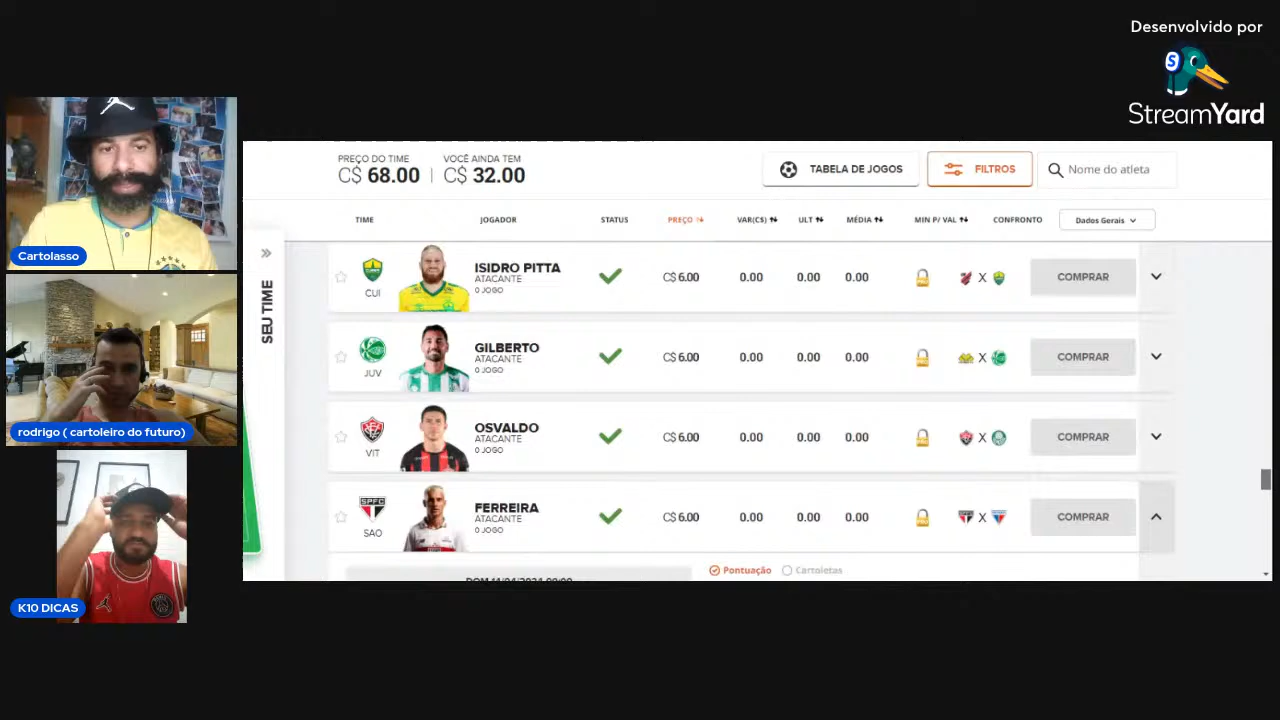 Desenvolvido por
StreamYard
Cartolasso
rodrigo ( cartoleiro do futuro)
K10 DICAS
PREÇO DO TIME
C$ 68.00
VOCÊ AINDA TEM
C$ 32.00
TABELA DE JOGOS
FILTROS
Nome do atleta
TIME JOGADOR STATUS PREÇO VAR(C$) ULT MÉDIA MIN P/ VAL CONFRONTO Dados Gerais
SEU TIME
CUI
ISIDRO PITTA
ATACANTE
0 JOGO
C$ 6.00 0.00 0.00 0.00 X COMPRAR
JUV
GILBERTO
ATACANTE
0 JOGO
C$ 6.00 0.00 0.00 0.00 X COMPRAR
VIT
OSVALDO
ATACANTE
0 JOGO
C$ 6.00 0.00 0.00 0.00 X COMPRAR
SPFC
SAO
FERREIRA
ATACANTE
0 JOGO
C$ 6.00 0.00 0.00 0.00 X COMPRAR
Pontuação Cartoletas